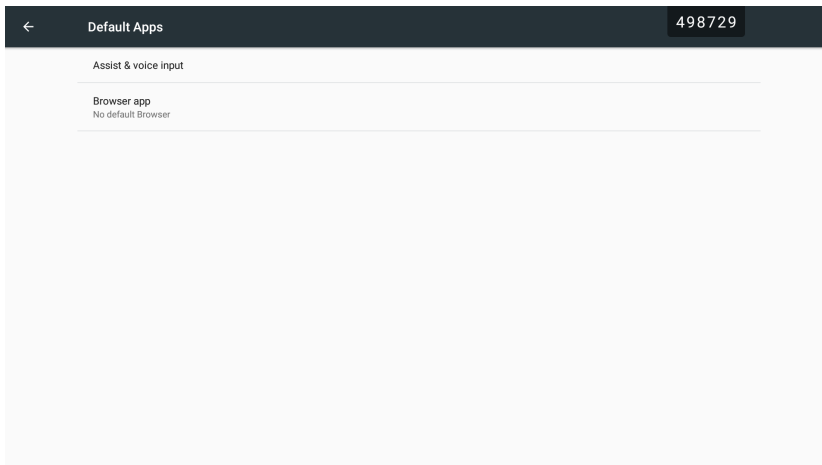 Default Apps
498729
Assist & voice input
Browser app
No default Browser